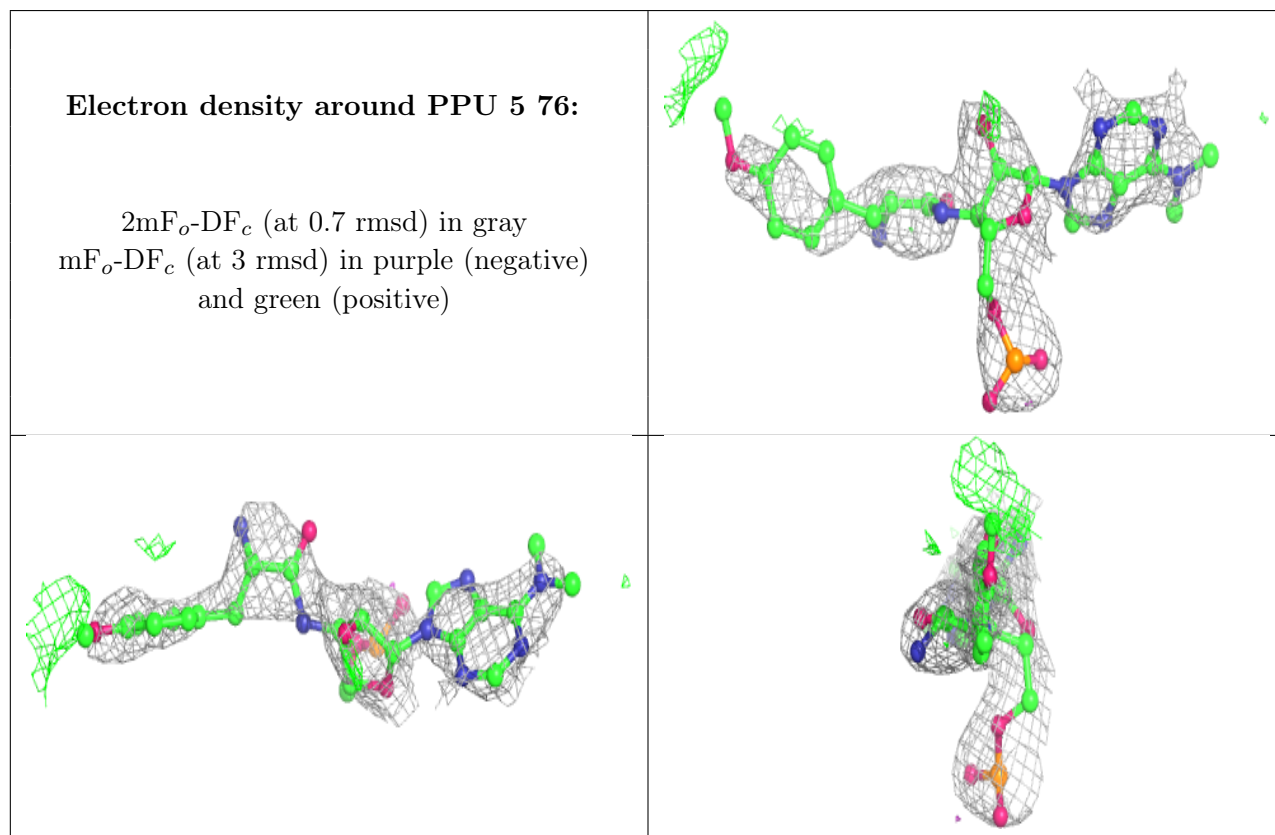 Electron density around PPU 5 76:
2mFo-DFc (at 0.7 rmsd) in gray
mFo-DFc (at 3 rmsd) in purple (negative)
and green (positive)